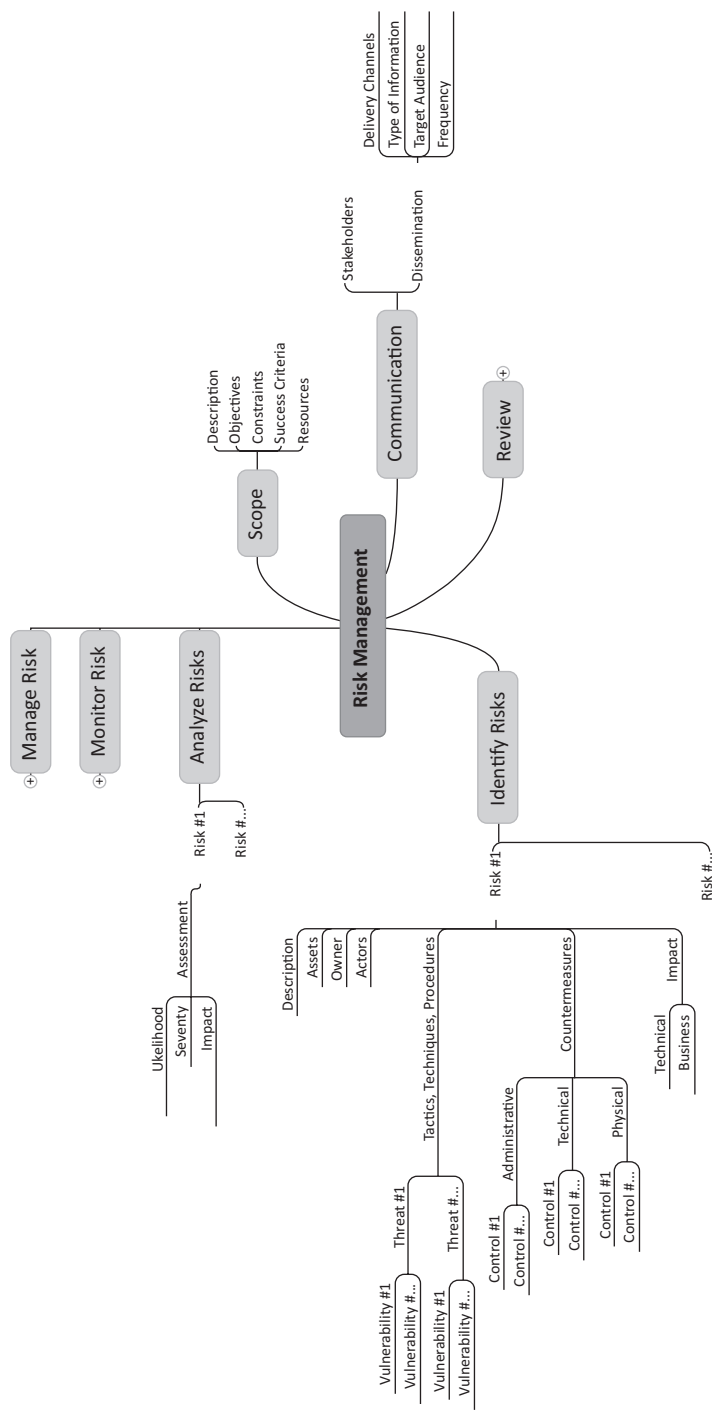 Risk Management
Scope
Description
Objectives
Constraints
Success Criteria
Resources
Communication
Stakeholders
Dissemination
Delivery Channels
Type of Information
Target Audience
Frequency
Review
+
Manage Risk
+
Monitor Risk
+
Analyze Risks
Risk #1
Assessment
Ukelihood
Seventy
Impact
Risk #...
Identify Risks
Risk #1
Description
Assets
Owner
Actors
Tactics, Techniques, Procedures
Threat #1
Vulnerability #1
Vulnerability #...
Threat #...
Vulnerability #1
Vulnerability #...
Countermeasures
Administrative
Control #1
Control #...
Technical
Control #1
Control #...
Physical
Control #1
Control #...
Impact
Technical
Business
Risk #...